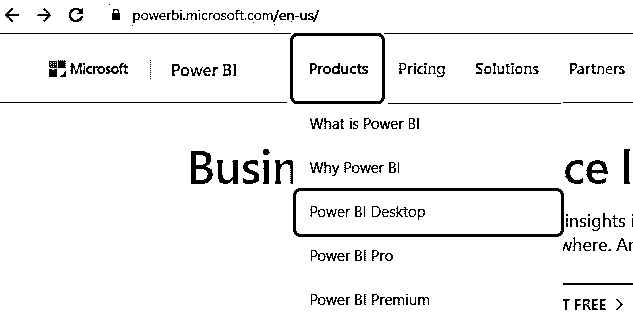 powerbi.microsoft.com/en-us/
Microsoft Power BI Products Pricing Solutions Partners
What is Power BI
Why Power BI
Busin ce I
Power BI Desktop
insights i
where. Ar
Power BI Pro
Power BI Premium
T FREE >